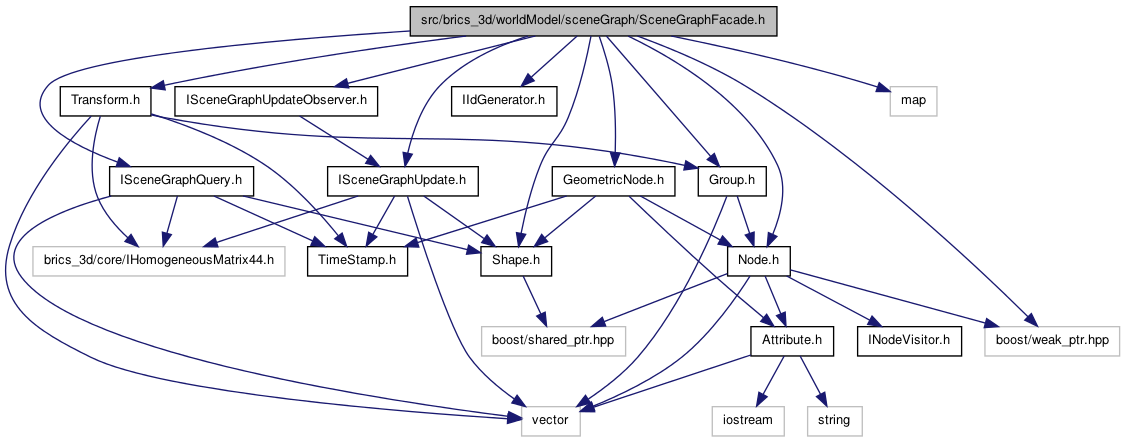 src/brics_3d/worldModel/sceneGraph/SceneGraphFacade.h
Transform.h
ISceneGraphUpdateObserver.h
IIdGenerator.h
map
ISceneGraphQuery.h
ISceneGraphUpdate.h
GeometricNode.h
Group.h
brics_3d/core/IHomogeneousMatrix44.h
TimeStamp.h
Shape.h
Node.h
boost/shared_ptr.hpp
Attribute.h
INodeVisitor.h
boost/weak_ptr.hpp
vector
iostream
string